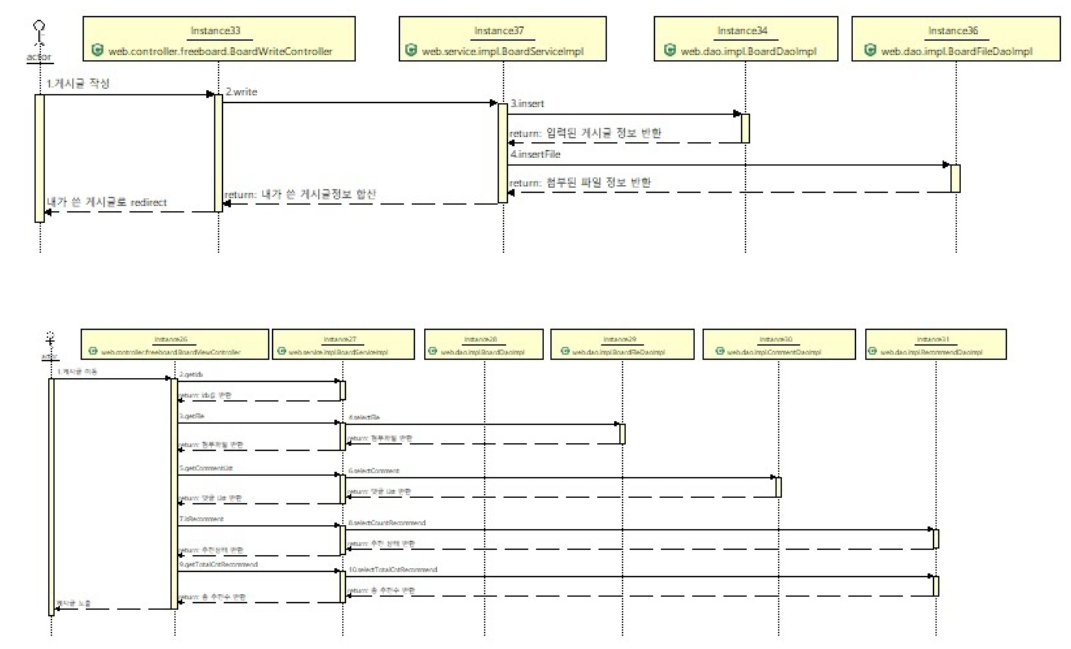 Instance33
web.controller.freeboard.BoardWriteController
Instance37
web.service.impl.BoardServiceImpl
Instance34
web.dao.impl.BoardDaoImpl
Instance36
web.dao.impl.BoardFileDaoImpl
actor
1.게시글 작성
2.write
3.insert
return: 입력된 게시글 정보 반환
4.insertFile
return: 첨부된 파일 정보 반환
return: 내가 쓴 게시글정보 합산
내가 쓴 게시글로 redirect
Instance26
web.controller.freeboard.BoardViewController
Instance27
web.service.impl.BoardServiceImpl
Instance28
web.dao.impl.BoardDaoImpl
Instance29
web.dao.impl.BoardFileDaoImpl
Instance30
web.dao.impl.CommentDaoImpl
Instance31
web.dao.impl.RecommendDaoImpl
actor
1.게시글 이동
2.getIdx
return: idx값 반환
3.getFile
4.selectFile
return: 첨부파일 반환
return: 첨부파일 반환
5.getCommentList
6.selectComment
return: 댓글 List 반환
return: 댓글 List 반환
7.isRecomment
8.selectCountRecommend
return: 추천 상태 반환
return: 추천상태 반환
9.getTotalCntRecommend
10.selectTotalCntRecommend
return: 총 추천수 반환
return: 총 추천수 반환
게시글 노출